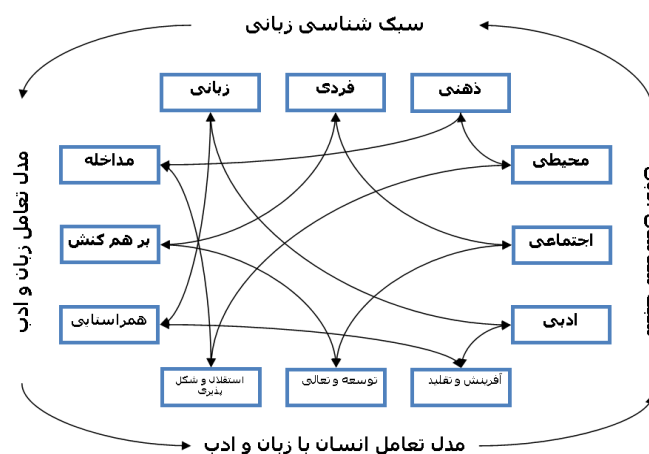 سبک شناسی زبانی
زبانی
فردی
ذهنی
مداخله
محیطی
بر هم کنش
اجتماعی
همراستایی
ادبی
استقلال و شکل
پذیری
توسعه و تعالی
آفرینش و تقلید
مدل تعامل زبان و ادب
مدل تعامل انسان با زبان و ادب